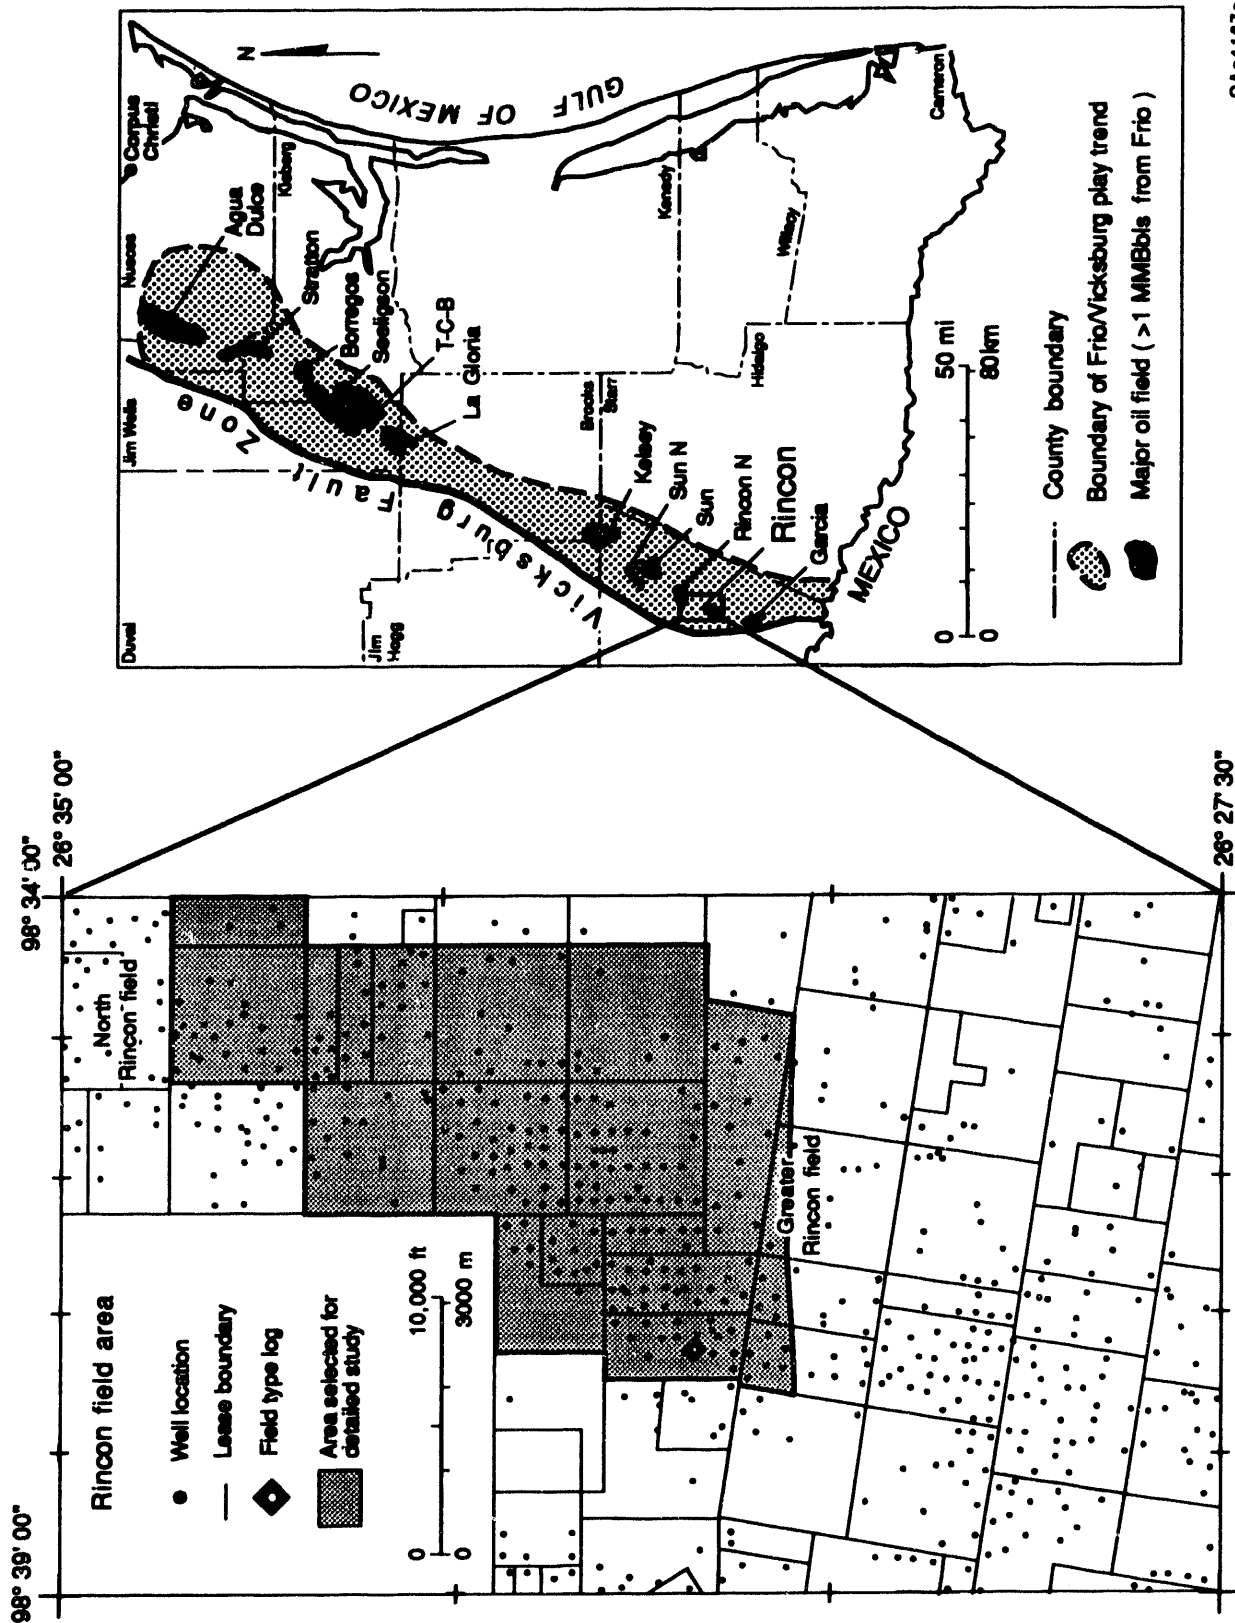 98° 39' 00"
98° 34' 00"
26° 35' 00"
26° 27' 30"
Rincon field area
Well location
Lease boundary
Field type log
Area selected for
detailed study
0
10,000 ft
0
3000 m
North
Rincon field
Greater
Rincon field
Duval
Jim Wells
Nueces
Corpus
Christi
Kleberg
Agua
Dulce
Stratton
Borregos
Seeligson
T-C-B
La Gloria
Vicksburg Fault Zone
Jim
Hogg
Brooks
Starr
Kelsey
Sun N
Sun
Rincon N
Rincon
Garcia
Kenedy
Hidalgo
Willacy
Cameron
GULF OF MEXICO
MEXICO
N
0
50 mi
0
80 km
County boundary
Boundary of Frio/Vicksburg play trend
Major oil field ( >1 MMBbls from Frio )